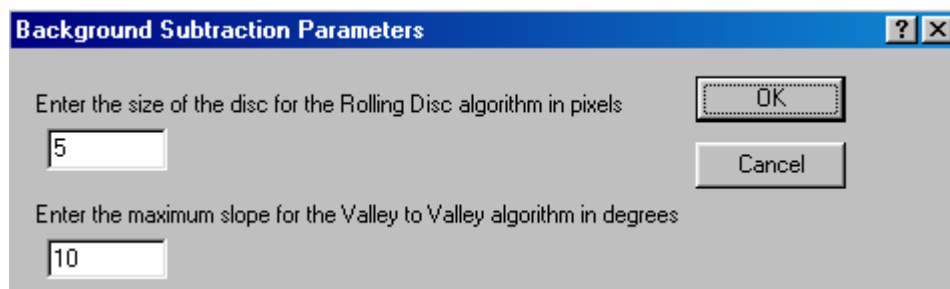 Background Subtraction Parameters
?
X
Enter the size of the disc for the Rolling Disc algorithm in pixels
OK
5
Cancel
Enter the maximum slope for the Valley to Valley algorithm in degrees
10